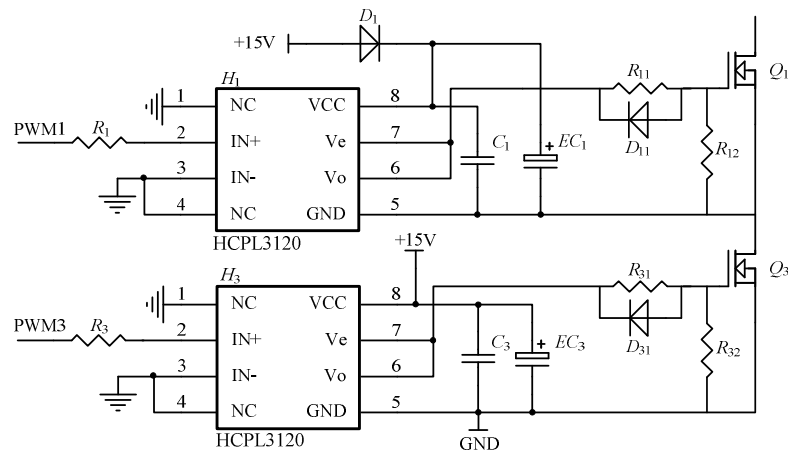 D1
+15V
H1
1 NC VCC 8
PWM1 R1 2 IN+ Ve 7
3 IN- Vo 6
4 NC GND 5
HCPL3120
C1
+ EC1
R11
D11
R12
Q1
+15V
H3
1 NC VCC 8
PWM3 R3 2 IN+ Ve 7
3 IN- Vo 6
4 NC GND 5
HCPL3120
C3
+ EC3
GND
R31
D31
R32
Q3